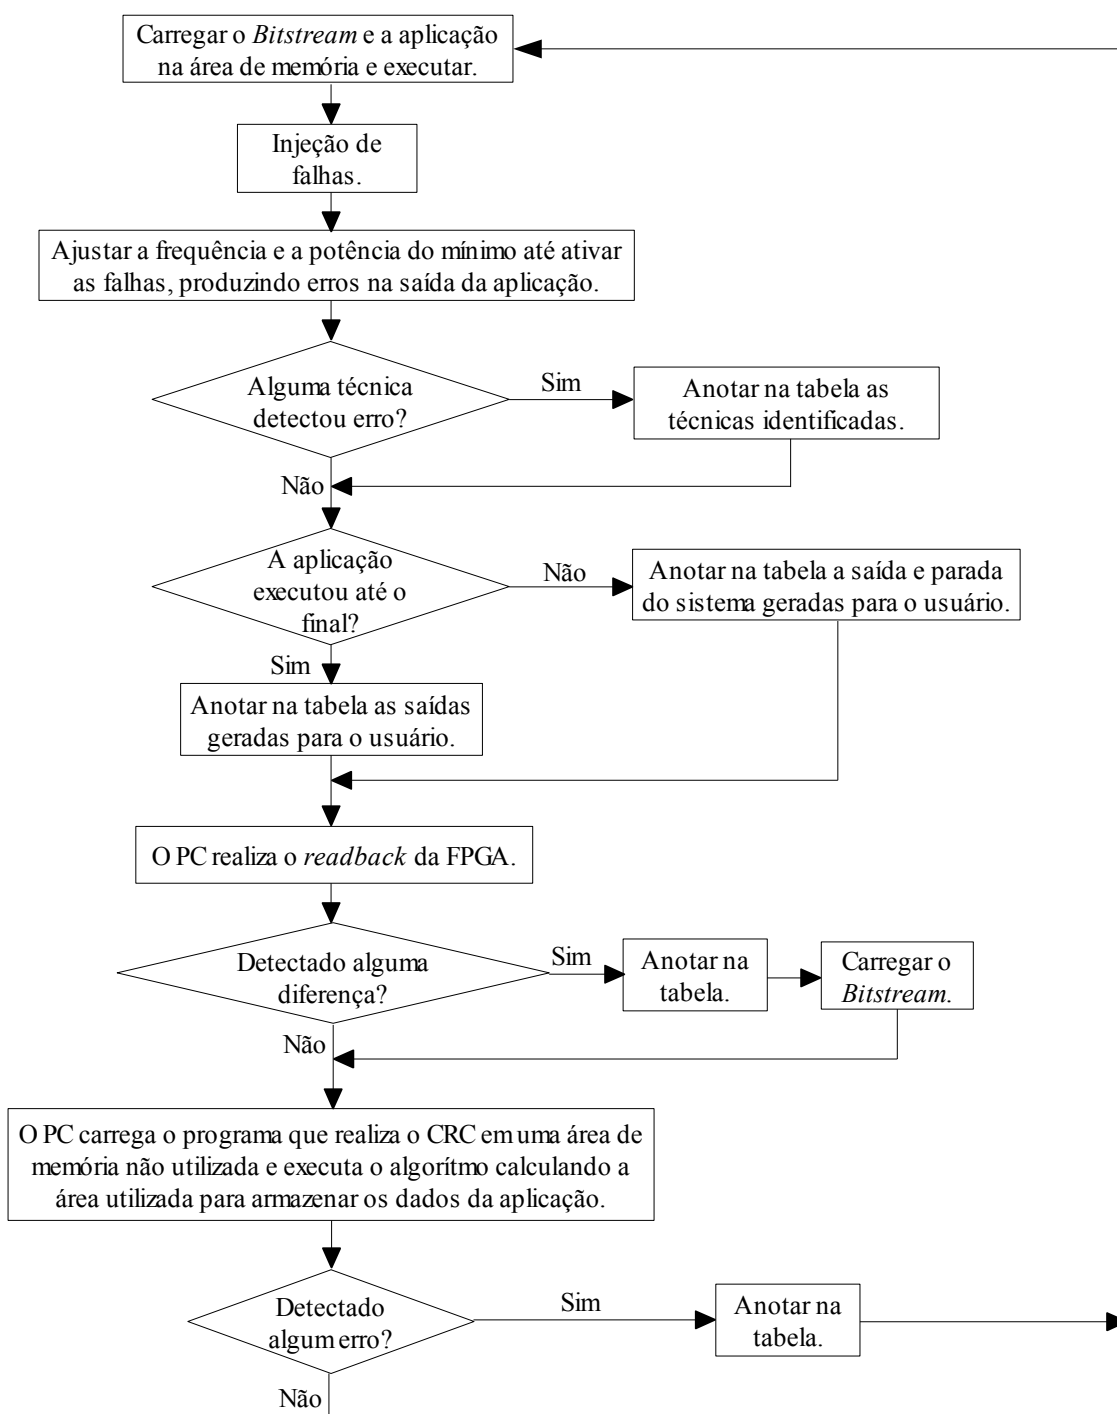 Carregar o Bitstream e a aplicação
na área de memória e executar.
Injeção de
falhas.
Ajustar a frequência e a potência do mínimo até ativar
as falhas, produzindo erros na saída da aplicação.
Alguma técnica
detectou erro?
Sim
Anotar na tabela as
técnicas identificadas.
Não
A aplicação
executou até o
final?
Não
Anotar na tabela a saída e parada
do sistema geradas para o usuário.
Sim
Anotar na tabela as saídas
geradas para o usuário.
O PC realiza o readback da FPGA.
Detectado alguma
diferença?
Sim
Anotar na
tabela.
Carregar o
Bitstream.
Não
O PC carrega o programa que realiza o CRC em uma área de
memória não utilizada e executa o algorítmo calculando a
área utilizada para armazenar os dados da aplicação.
Detectado
algum erro?
Sim
Anotar na
tabela.
Não